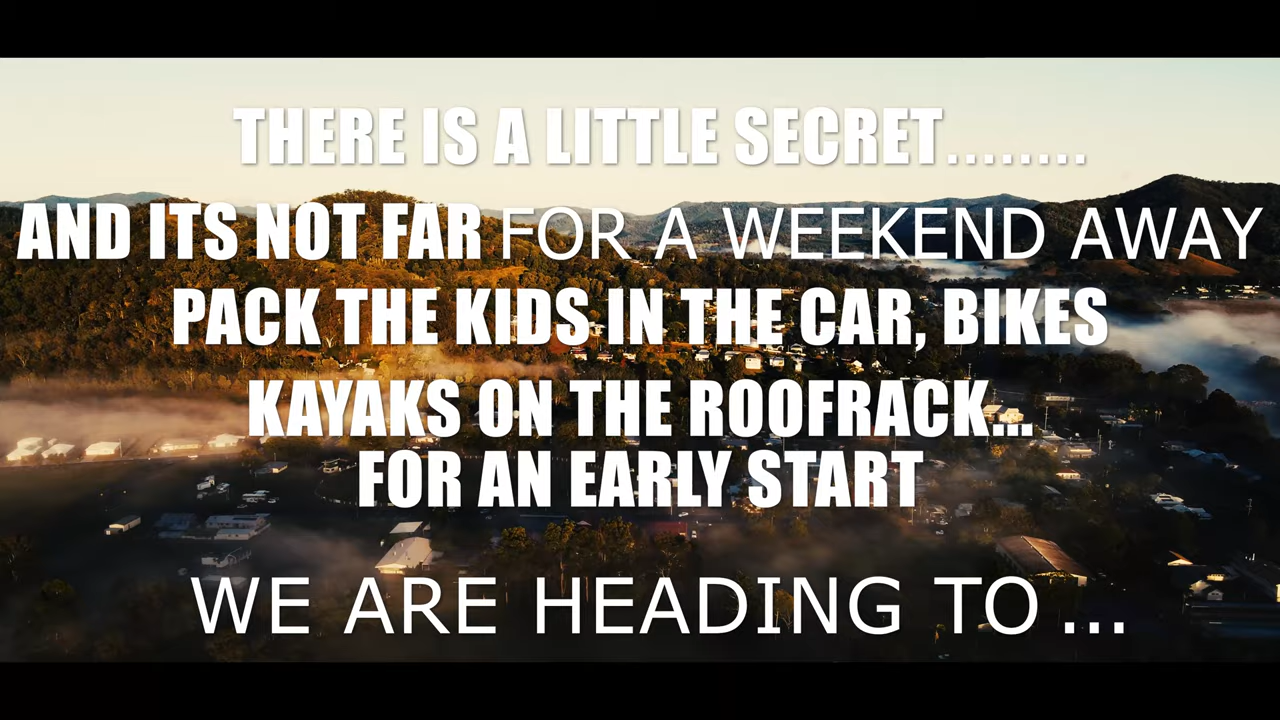 THERE IS A LITTLE SECRET........
AND ITS NOT FAR FOR A WEEKEND AWAY
PACK THE KIDS IN THE CAR, BIKES
KAYAKS ON THE ROOFRACK...
FOR AN EARLY START
WE ARE HEADING TO ...